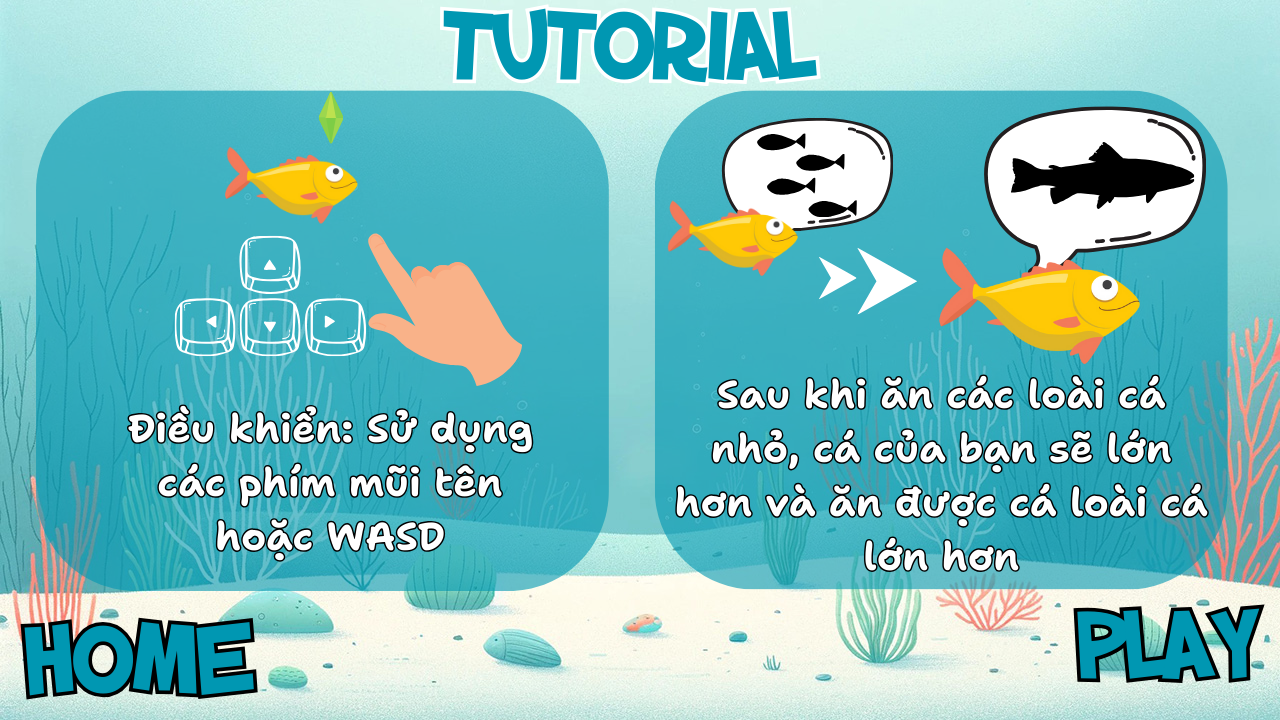 TUTORIAL
Điều khiển: Sử dụng
các phím mũi tên
hoặc WASD
Sau khi ăn các loài cá
nhỏ, cá của bạn sẽ lớn
hơn và ăn được cá loài cá
lớn hơn
HOME
PLAY